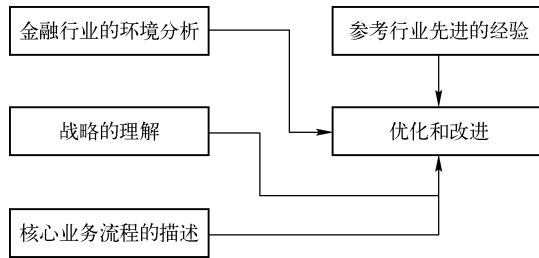 金融行业的环境分析
参考行业先进的经验
战略的理解
优化和改进
核心业务流程的描述